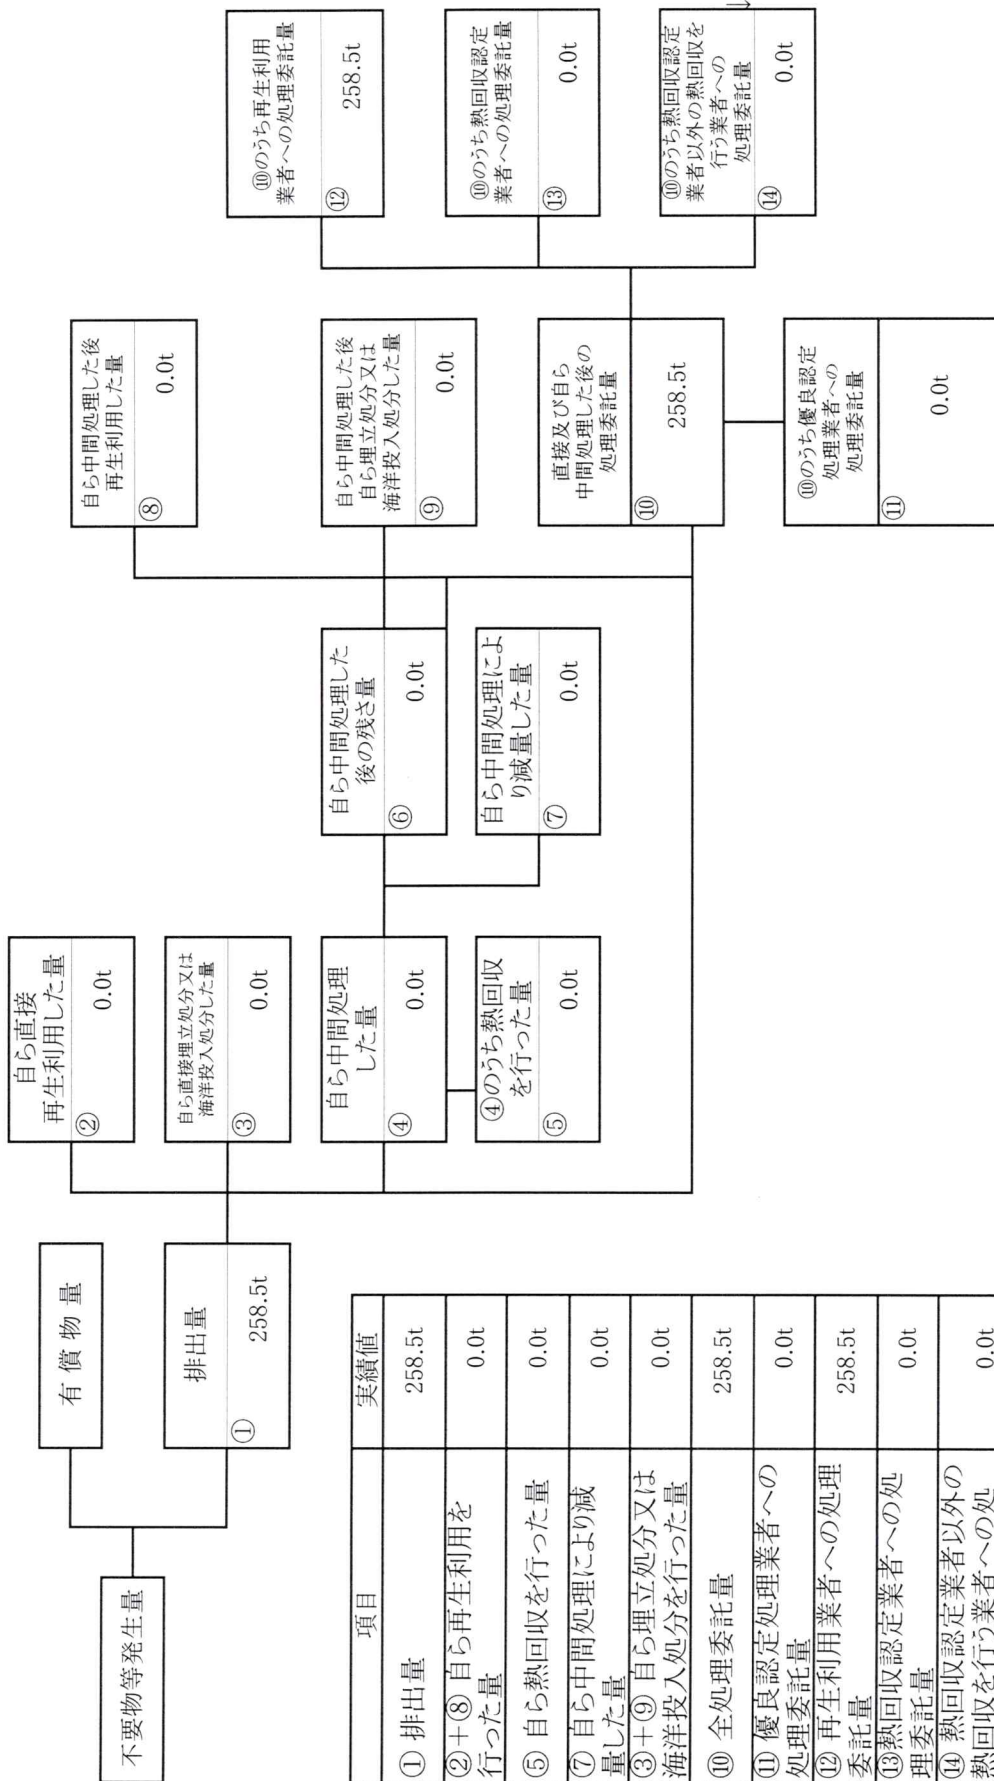 不要物等発生量
有償物量
排出量
①
258.5t
自ら直接
再生利用した量
②
0.0t
自ら直接埋立処分又は
海洋投入処分した量
③
0.0t
自ら中間処理
した量
④
0.0t
④のうち熱回収
を行った量
⑤
0.0t
自ら中間処理した
後の残さ量
⑥
0.0t
自ら中間処理によ
り減量した量
⑦
0.0t
自ら中間処理した後
再生利用した量
⑧
0.0t
自ら中間処理した後
自ら埋立処分又は
海洋投入処分した量
⑨
0.0t
直接及び自ら
中間処理した後の
処理委託量
⑩
258.5t
⑩のうち優良認定
処理業者への
処理委託量
⑪
0.0t
⑩のうち再生利用
業者への処理委託量
⑫
258.5t
⑩のうち熱回収認定
業者への処理委託量
⑬
0.0t
⑩のうち熱回収認定
業者以外の熱回収を
行う業者への
処理委託量
⑭
0.0t
項目 実績値
① 排出量 258.5t
②+⑧ 自ら再生利用を
行った量 0.0t
⑤ 自ら熱回収を行った量 0.0t
⑦ 自ら中間処理により減
量した量 0.0t
③+⑨ 自ら埋立処分又は
海洋投入処分を行った量 0.0t
⑩ 全処理委託量 258.5t
⑪ 優良認定処理業者への
処理委託量 0.0t
⑫ 再生利用業者への処理
委託量 258.5t
⑬熱回収認定業者への処
理委託量 0.0t
⑭ 熱回収認定業者以外の
熱回収を行う業者への処 0.0t